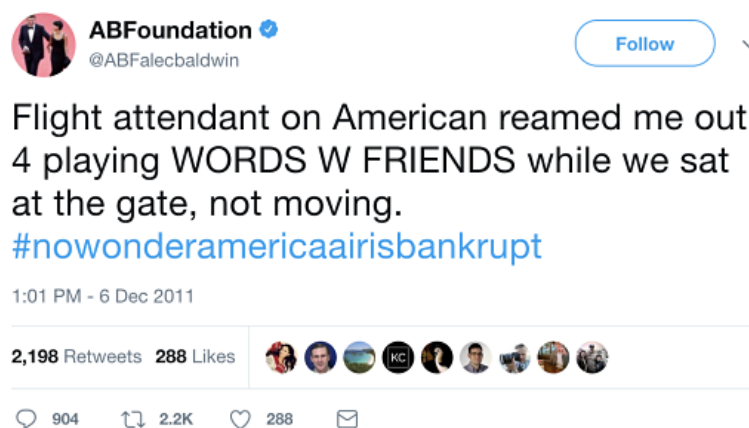 ABFoundation
@ABFalecbaldwin
Follow
Flight attendant on American reamed me out
4 playing WORDS W FRIENDS while we sat
at the gate, not moving.
#nowonderamericaairisbankrupt
1:01 PM - 6 Dec 2011
2,198 Retweets 288 Likes
KC
904 2.2K 288